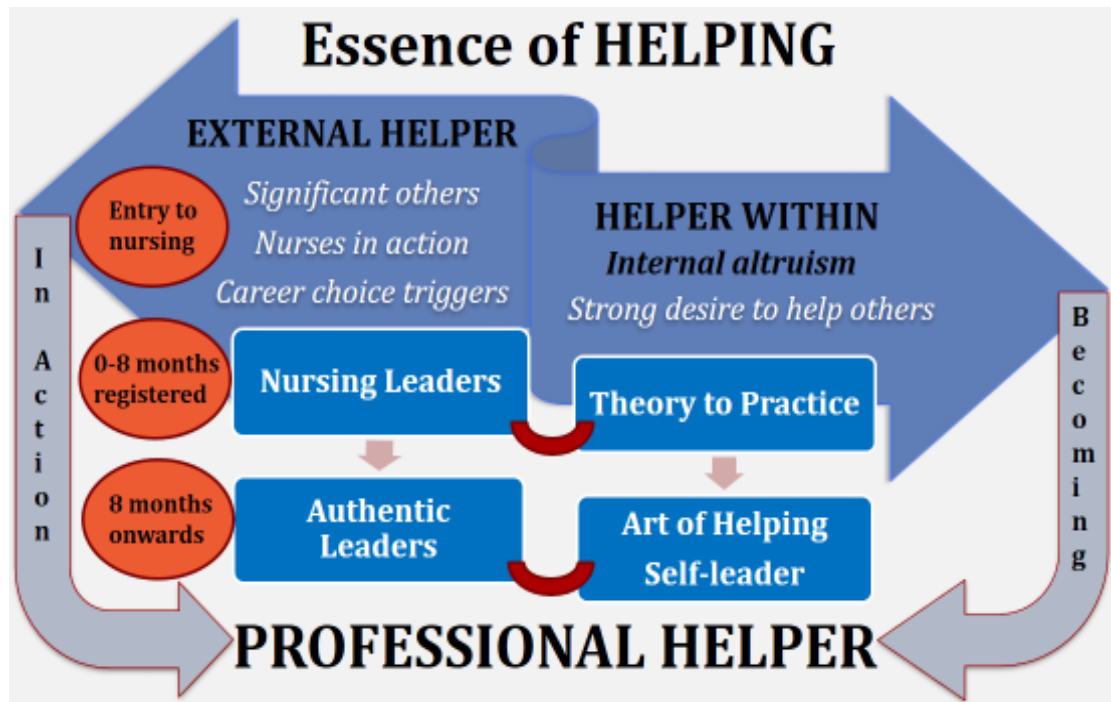 Essence of HELPING
EXTERNAL HELPER
Significant others
Nurses in action
Career choice triggers
HELPER WITHIN
Internal altruism
Strong desire to help others
Entry to
nursing
In Action
Becoming
0-8 months
registered
Nursing Leaders
Theory to Practice
8 months
onwards
Authentic
Leaders
Art of Helping
Self-leader
PROFESSIONAL HELPER